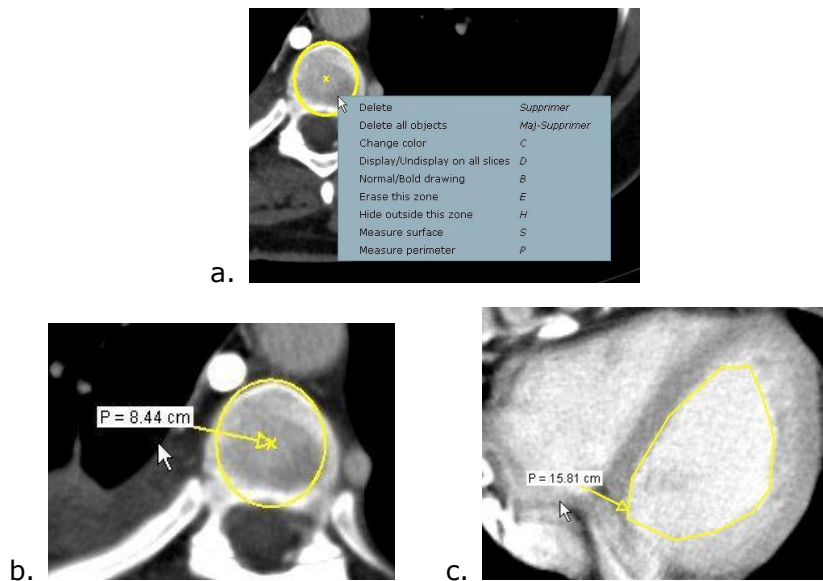 Delete Supprimer
Delete all objects Maj-Supprimer
Change color C
Display/Undisplay on all slices D
Normal/Bold drawing B
Erase this zone E
Hide outside this zone H
Measure surface S
Measure perimeter P
a.
P = 8.44 cm
b.
P = 15.81 cm
c.